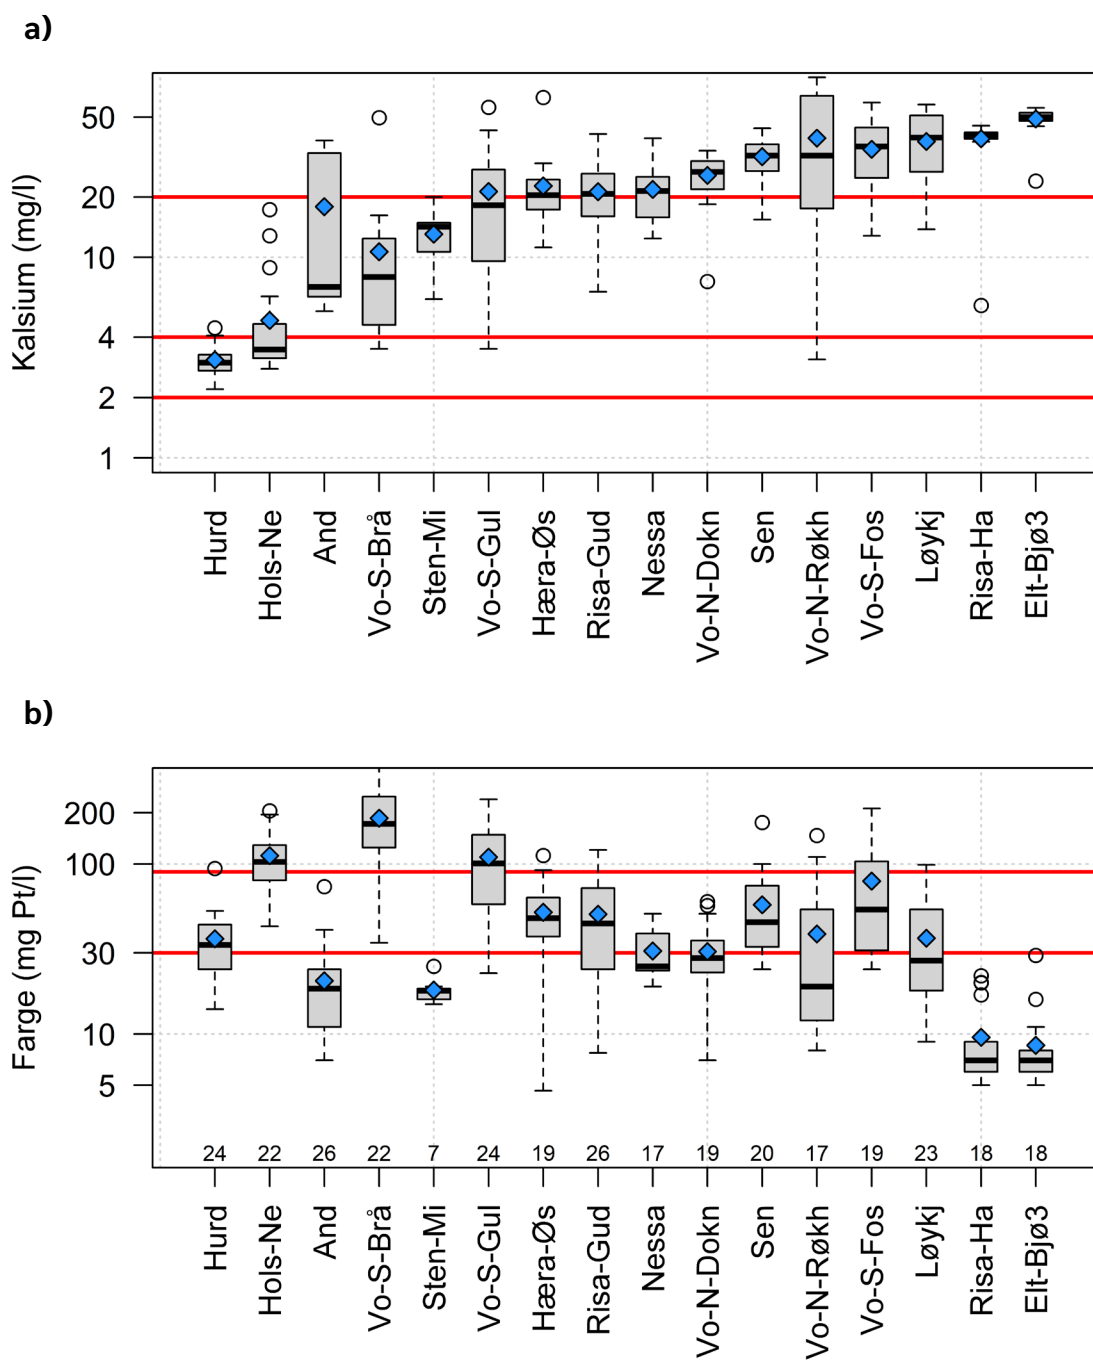 a)
Kalsium (mg/l)
50
20
10
4
2
1
Hurd
Hols-Ne
And
Vo-S-Brå
Sten-Mi
Vo-S-Gul
Hæra-Øs
Risa-Gud
Nessa
Vo-N-Dokn
Sen
Vo-N-Røkh
Vo-S-Fos
Løykj
Risa-Ha
Elt-Bjø3
b)
Farge (mg Pt/l)
200
100
30
10
5
24 22 26 22 7 24 19 26 17 19 20 17 19 23 18 18
Hurd
Hols-Ne
And
Vo-S-Brå
Sten-Mi
Vo-S-Gul
Hæra-Øs
Risa-Gud
Nessa
Vo-N-Dokn
Sen
Vo-N-Røkh
Vo-S-Fos
Løykj
Risa-Ha
Elt-Bjø3